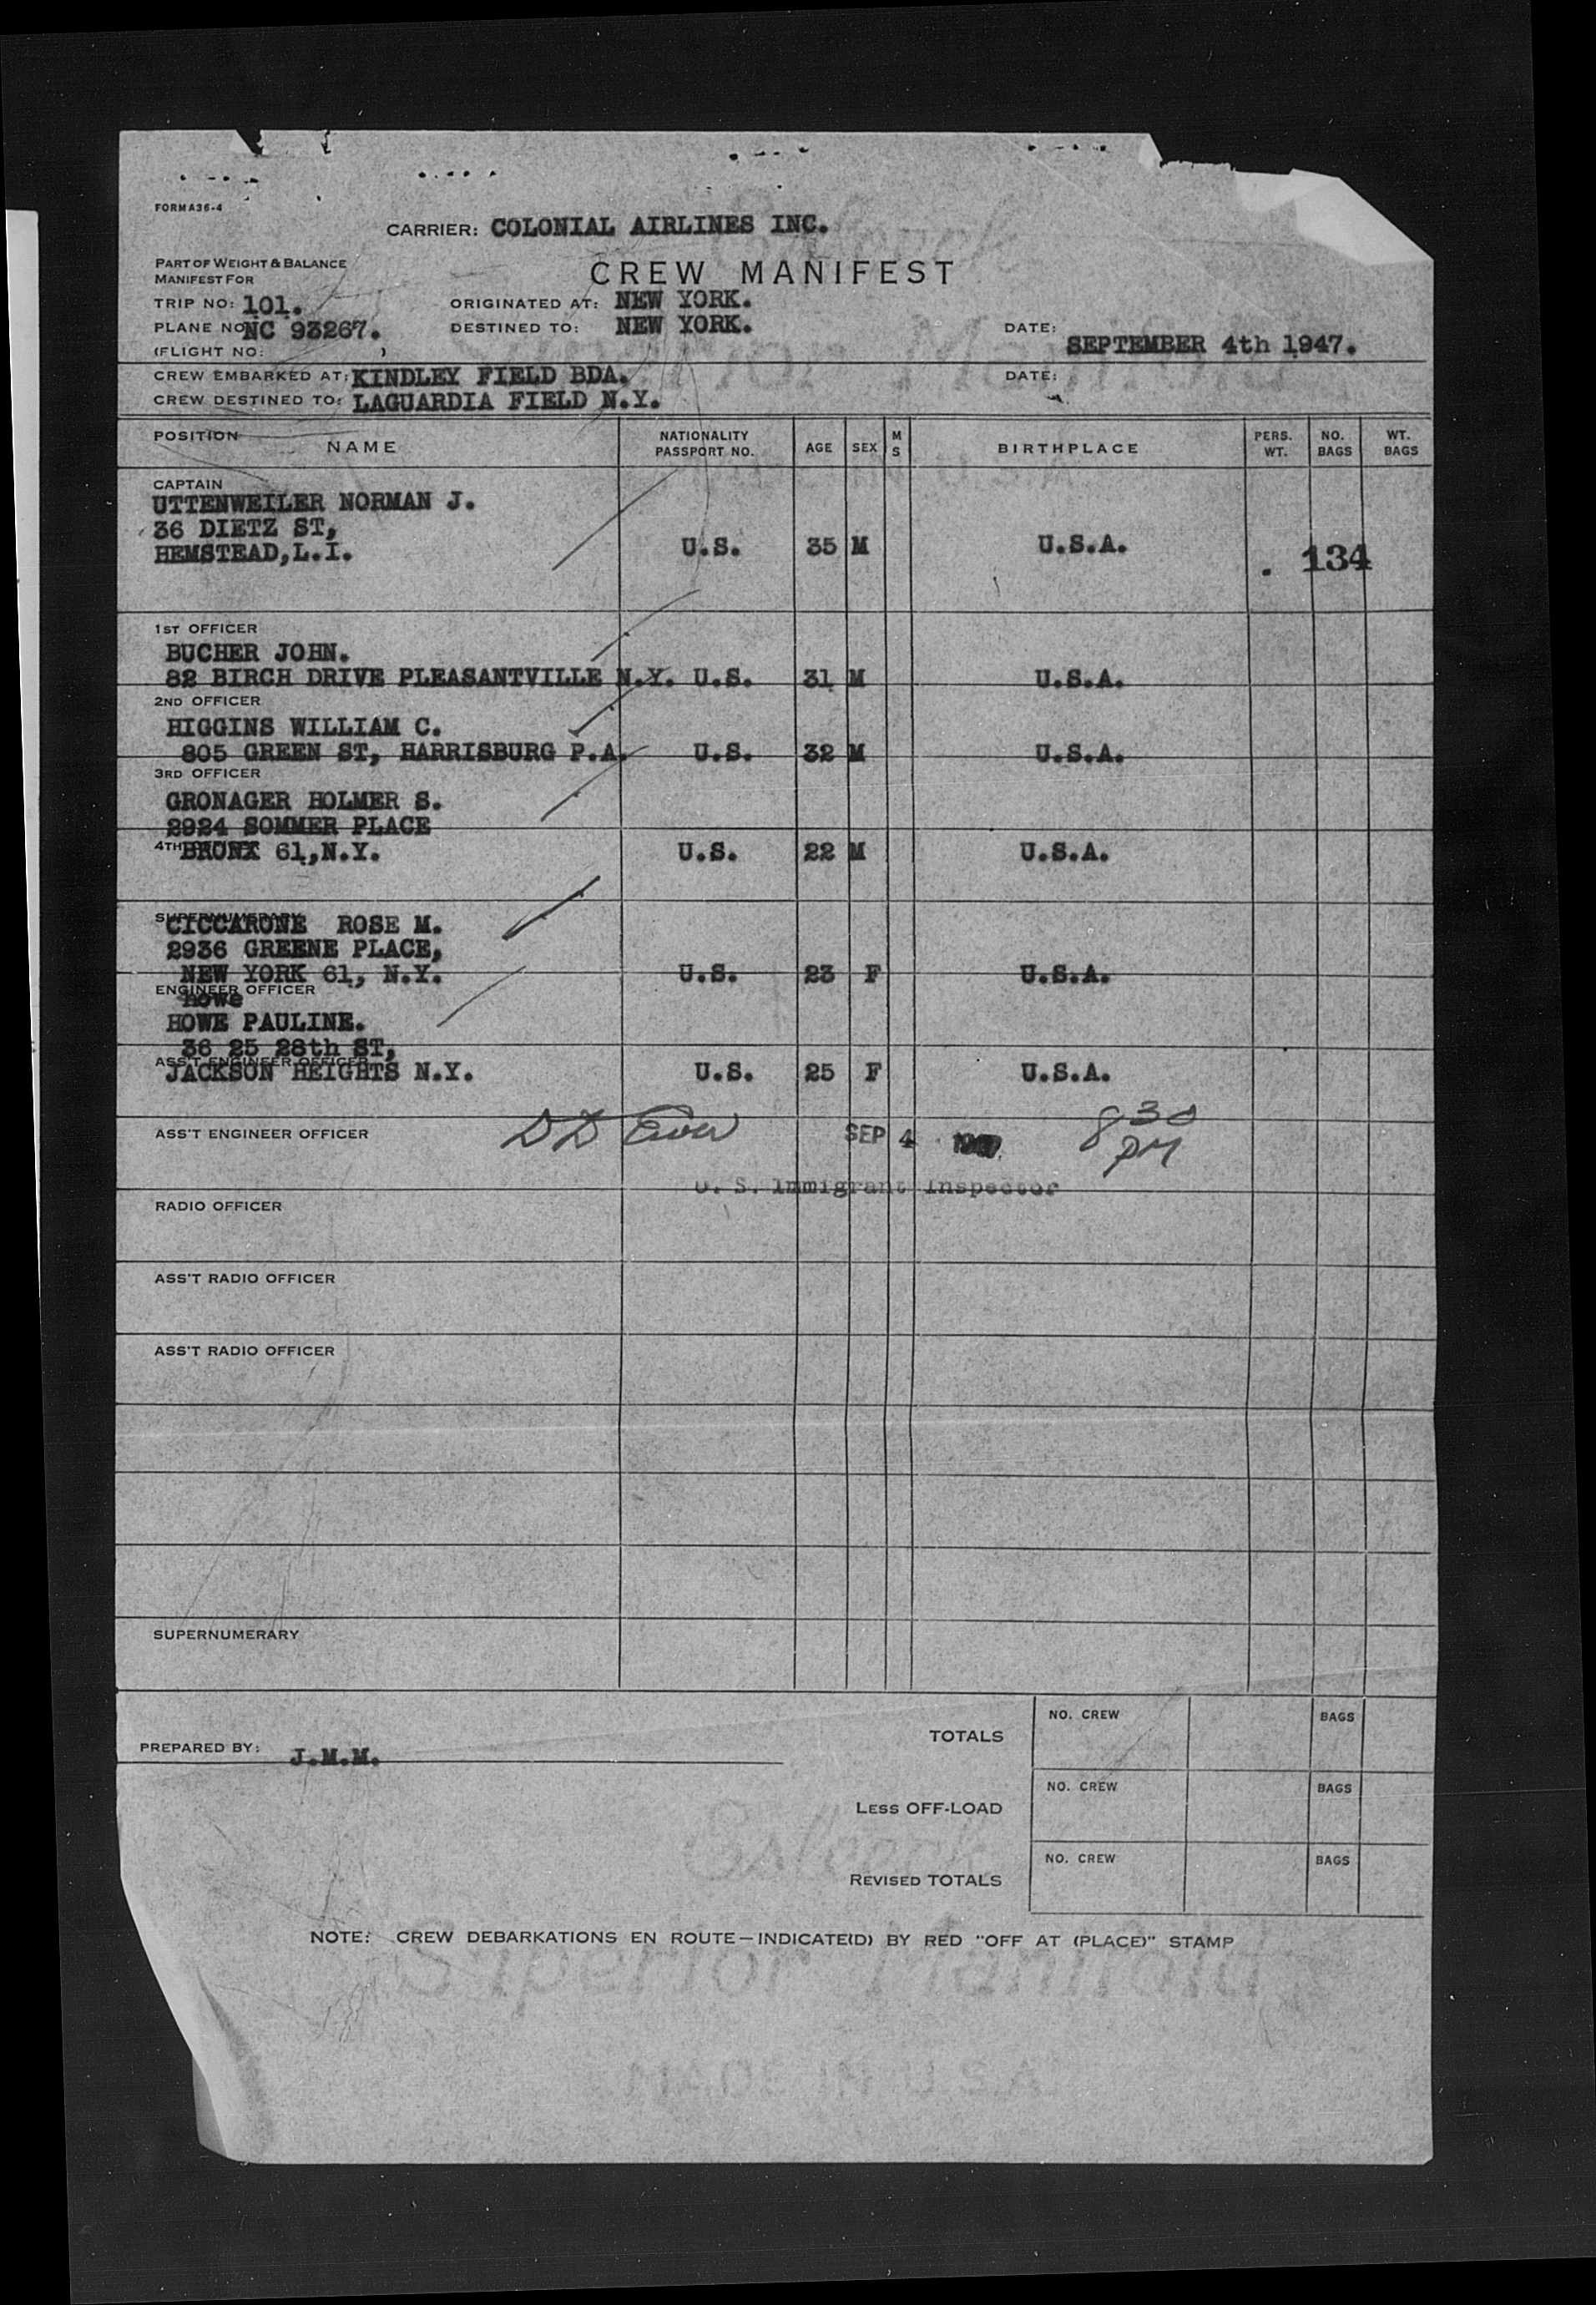 FORM A36-4
CARRIER: COLONIAL AIRLINES INC.
PART OF WEIGHT & BALANCE
MANIFEST FOR
CREW MANIFEST
TRIP NO: 101. ORIGINATED AT: NEW YORK.
PLANE NO NC 93267. DESTINED TO: NEW YORK. DATE: SEPTEMBER 4th 1947.
(FLIGHT NO: )
CREW EMBARKED AT: KINDLEY FIELD BDA. DATE:
CREW DESTINED TO: LAGUARDIA FIELD N.Y.
POSITION NAME NATIONALITY PASSPORT NO. AGE SEX M S BIRTHPLACE PERS. WT. NO. BAGS WT. BAGS
CAPTAIN
UTTENWEILER NORMAN J.
36 DIETZ ST,
HEMSTEAD,L.I. U.S. 35 M U.S.A. 134
1ST OFFICER
BUCHER JOHN.
82 BIRCH DRIVE PLEASANTVILLE N.Y. U.S. 31 M U.S.A.
2ND OFFICER
HIGGINS WILLIAM C.
805 GREEN ST, HARRISBURG P.A. U.S. 32 M U.S.A.
3RD OFFICER
GRONAGER HOLMER S.
2924 SOMMER PLACE
4TH BRONX 61,N.Y. U.S. 22 M U.S.A.
SUPERNUMERARY
CICCARONE ROSE M.
2936 GREENE PLACE,
NEW YORK 61, N.Y. U.S. 23 F U.S.A.
ENGINEER OFFICER
howe
HOWE PAULINE.
36 25 28th ST,
ASS'T ENGINEER OFFICER
JACKSON HEIGHTS N.Y. U.S. 25 F U.S.A.
ASS'T ENGINEER OFFICER SEP 4 830 PM
U. S. Immigrant Inspector
RADIO OFFICER
ASS'T RADIO OFFICER
ASS'T RADIO OFFICER
SUPERNUMERARY
PREPARED BY: J.M.M.
TOTALS NO. CREW BAGS
LESS OFF-LOAD NO. CREW BAGS
REVISED TOTALS NO. CREW BAGS
NOTE: CREW DEBARKATIONS EN ROUTE—INDICATE(D) BY RED "OFF AT (PLACE)" STAMP
Superior Manifold
MADE IN U.S.A.